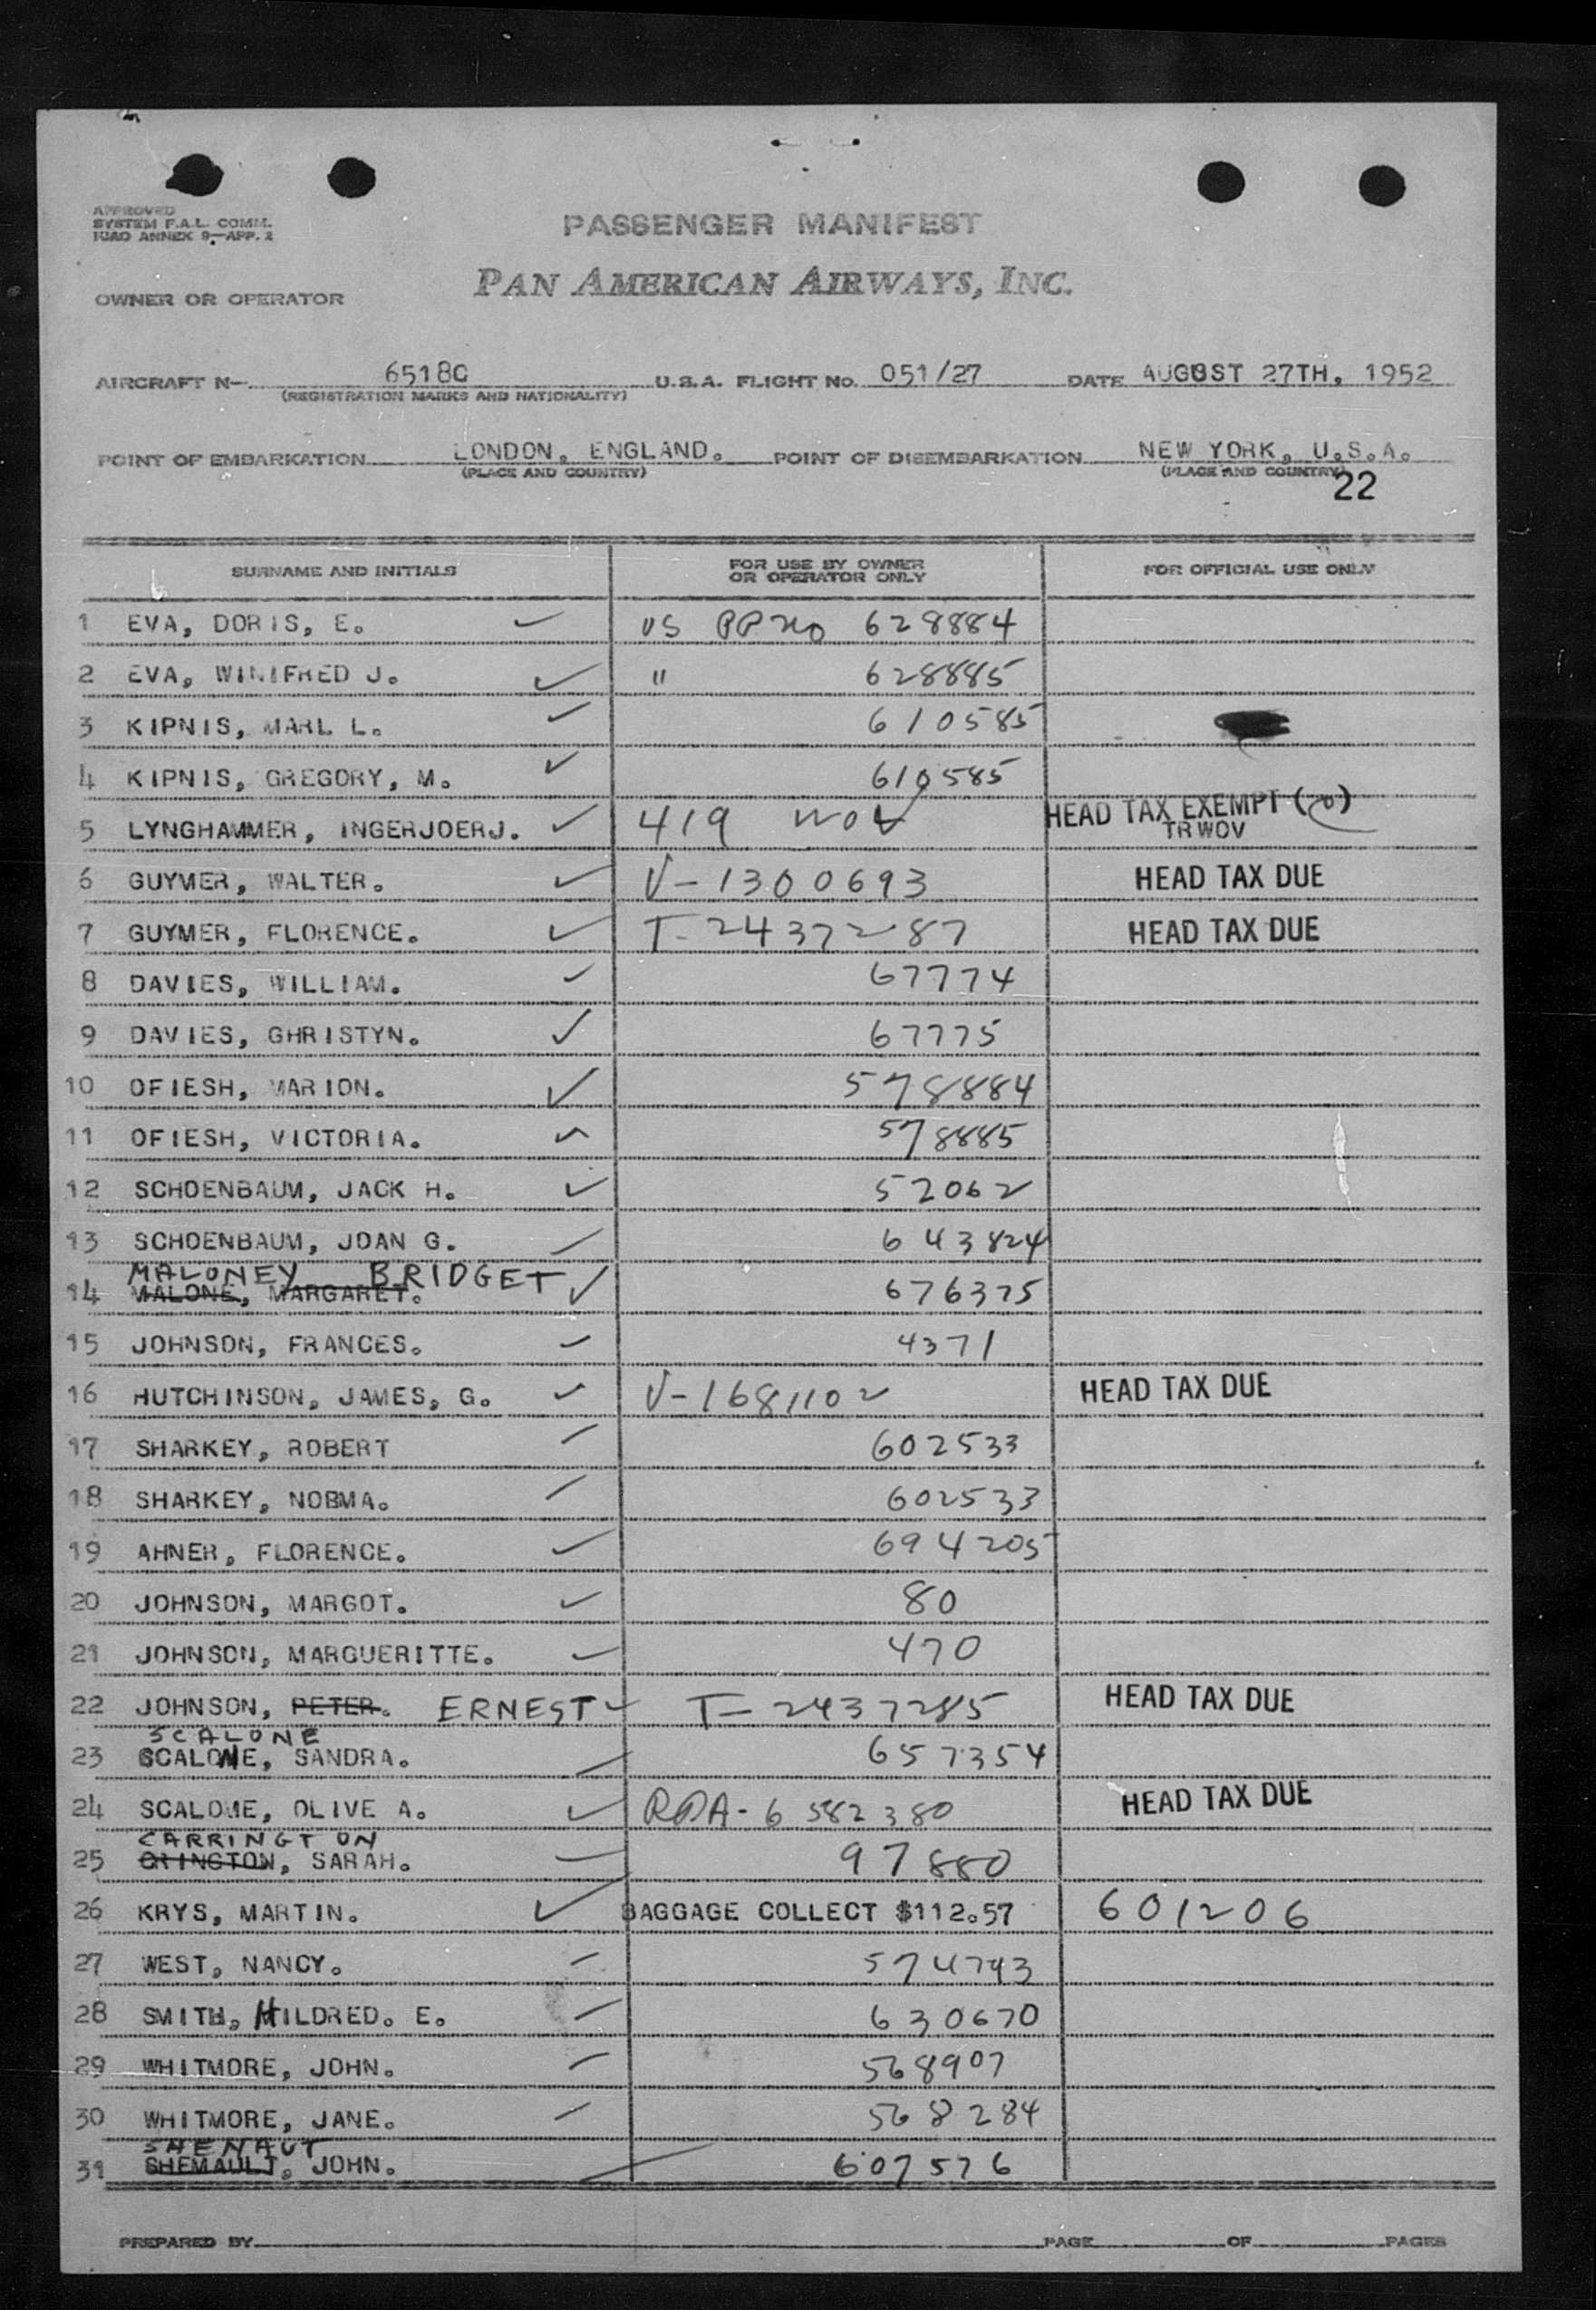 APPROVED
SYSTEM F.A.L. COMM.
ICAO ANNEX 9—APP. 2
PASSENGER MANIFEST
OWNER OR OPERATOR PAN AMERICAN AIRWAYS, INC.
AIRCRAFT N— 6518C U.S.A. FLIGHT No. 051/27 DATE AUGUST 27TH, 1952
(REGISTRATION MARKS AND NATIONALITY)
POINT OF EMBARKATION LONDON, ENGLAND. POINT OF DISEMBARKATION NEW YORK, U.S.A.
(PLACE AND COUNTRY) (PLACE AND COUNTRY)
22
SURNAME AND INITIALS FOR USE BY OWNER OR OPERATOR ONLY FOR OFFICIAL USE ONLY
1 EVA, DORIS, E. US PP No 628884
2 EVA, WINIFRED J. " 628885
3 KIPNIS, MARL L. 610585
4 KIPNIS, GREGORY, M. 610585
5 LYNGHAMMER, INGERJOERJ. 419 WOV HEAD TAX EXEMPT
TRWOV
6 GUYMER, WALTER. V-1300693 HEAD TAX DUE
7 GUYMER, FLORENCE. T-2437287 HEAD TAX DUE
8 DAVIES, WILLIAM. 67774
9 DAVIES, GHRISTYN. 67775
10 OFIESH, MARION. 578884
11 OFIESH, VICTORIA. 578885
12 SCHOENBAUM, JACK H. 52062
13 SCHOENBAUM, JOAN G. 643824
MALONEY BRIDGET
14 MALONE, MARGARET. 676375
15 JOHNSON, FRANCES. 4371
16 HUTCHINSON, JAMES, G. V-1681102 HEAD TAX DUE
17 SHARKEY, ROBERT 602533
18 SHARKEY, NOBMA. 602533
19 AHNER, FLORENCE. 694205
20 JOHNSON, MARGOT. 80
21 JOHNSON, MARGUERITTE. 470
22 JOHNSON, PETER. ERNEST T-2437285 HEAD TAX DUE
SCALONE
23 SCALONE, SANDRA. 657354
24 SCALOME, OLIVE A. RPA-6582380 HEAD TAX DUE
CARRINGTON
25 ORINGTON, SARAH. 97880
26 KRYS, MARTIN. BAGGAGE COLLECT $112.57 601206
27 WEST, NANCY. 574793
28 SMITH, HILDRED. E. 630670
29 WHITMORE, JOHN. 568907
30 WHITMORE, JANE. 568284
SHENAUT
31 SHEMAULT. JOHN. 607576
PREPARED BY PAGE OF PAGES